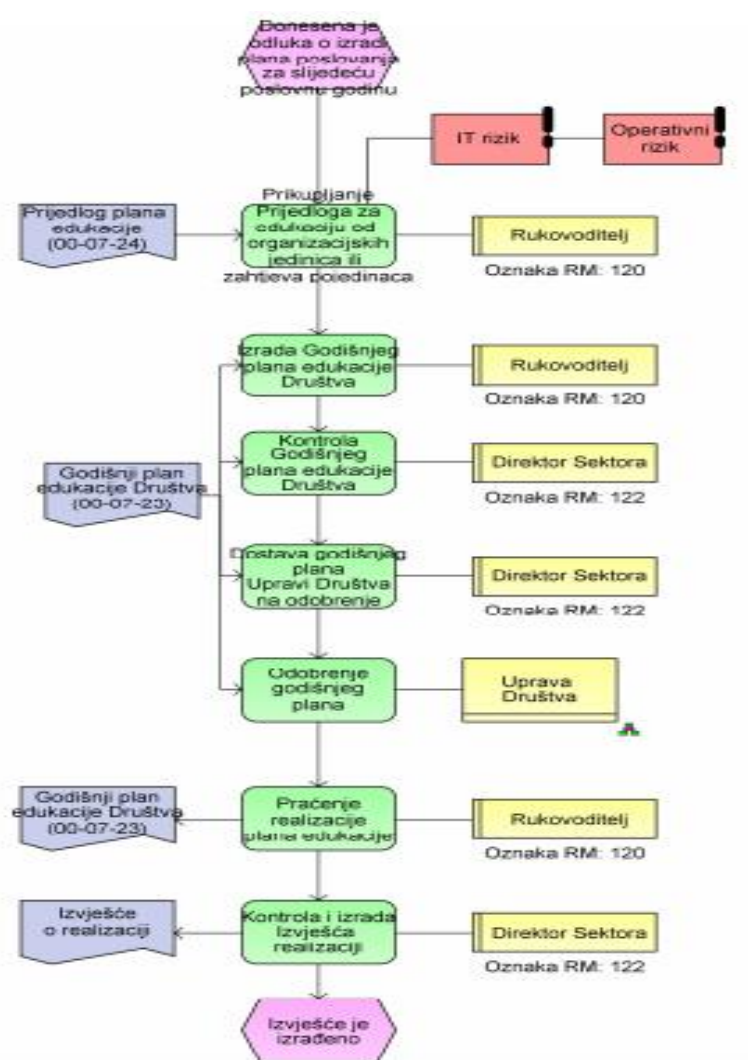 Donesena je
odluka o izradi
plana poslovanja
za slijedeću
poslovnu godinu
IT rizik
Operativni
rizik
Prijedlog plana
edukacije
(00-07-24)
Prikupljanje
Prijedloga za
edukaciju od
organizacijskih
jedinica ili
zahtjeva pojedinaca
Rukovoditelj
Oznaka RM: 120
Izrada Godišnjeg
plana edukacije
Društva
Rukovoditelj
Oznaka RM: 120
Godišnji plan
edukacije Društva
(00-07-23)
Kontrola
Godišnjeg
plana edukacije
Društva
Direktor Sektora
Oznaka RM: 122
Dostava godišnjeg
plana
Upravi Društva
na odobrenje
Direktor Sektora
Oznaka RM: 122
Odobrenje
godišnjeg
plana
Uprava
Društva
Godišnji plan
edukacije Društva
(00-07-23)
Praćenje
realizacije
plana edukacije
Rukovoditelj
Oznaka RM: 120
Izvješće
o realizaciji
Kontrola i izrada
Izvješća
realizaciji
Direktor Sektora
Oznaka RM: 122
Izvješće je
izrađeno